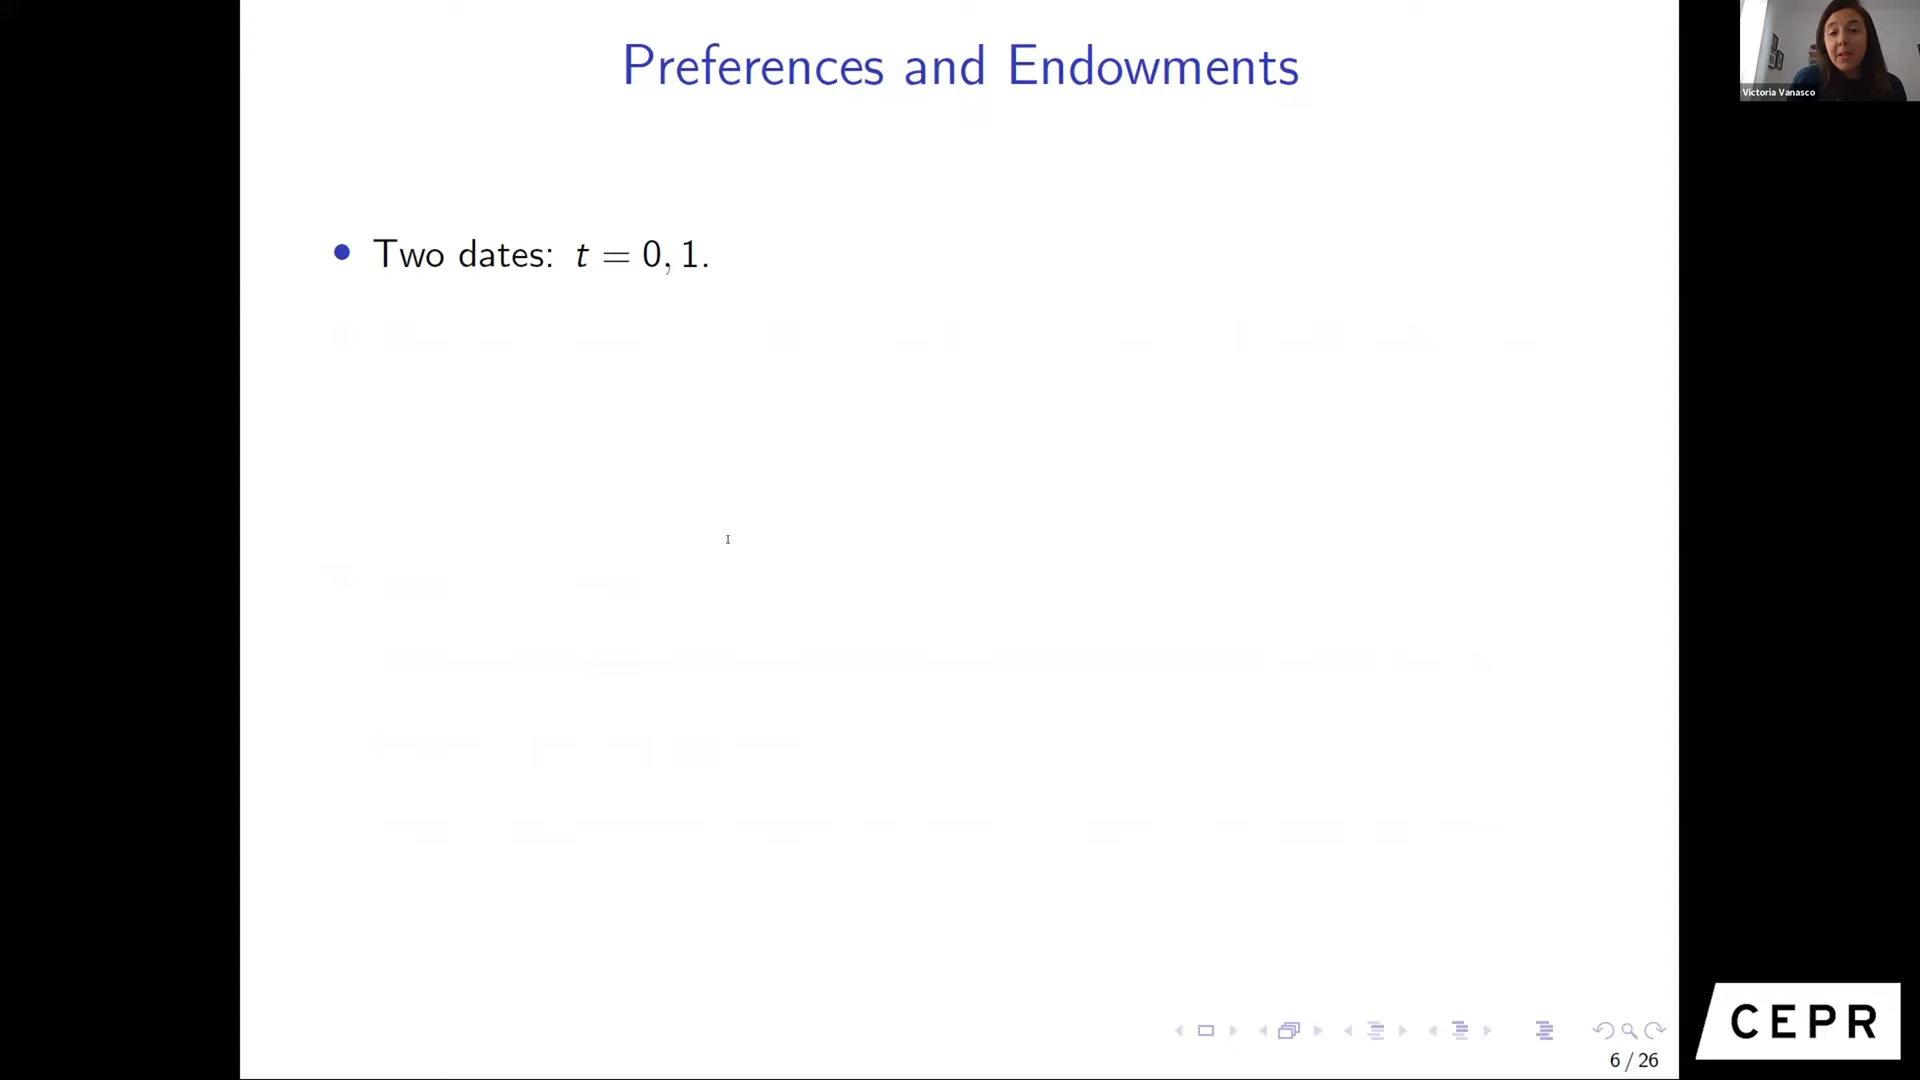 Preferences and Endowments
Victoria Vanasco
• Two dates: t = 0, 1.
6 / 26
CEPR